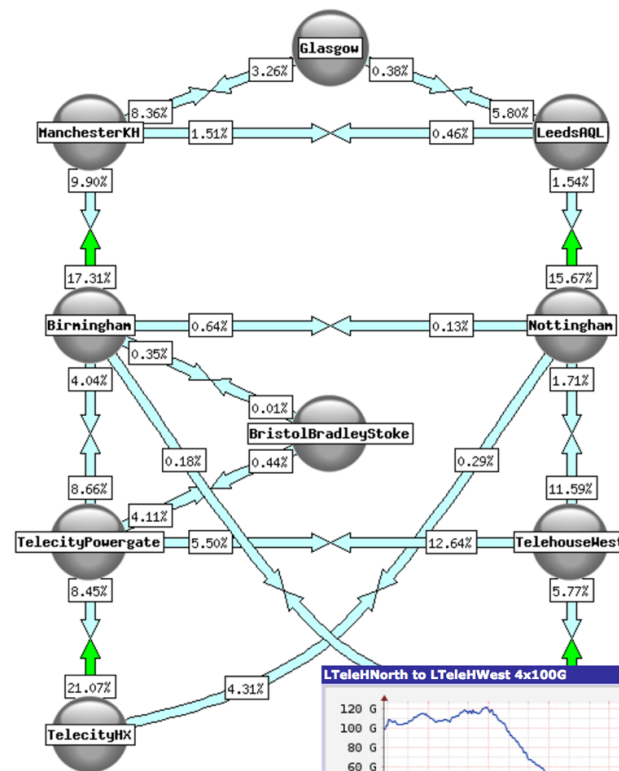 Glasgow
3.26%
0.38%
8.36%
5.80%
ManchesterKH
1.51%
0.46%
LeedsAQL
9.90%
1.54%
17.31%
15.67%
Birmingham
0.64%
0.13%
Nottingham
0.35%
4.04%
1.71%
0.01%
BristolBradleyStoke
0.18%
0.44%
0.29%
8.66%
11.59%
4.11%
TelecityPowergate
5.50%
12.64%
TelehouseWest
8.45%
5.77%
21.07%
4.31%
LTeleHNorth to LTeleHWest 4x100G
TelecityHX
120 G
100 G
80 G
60 G